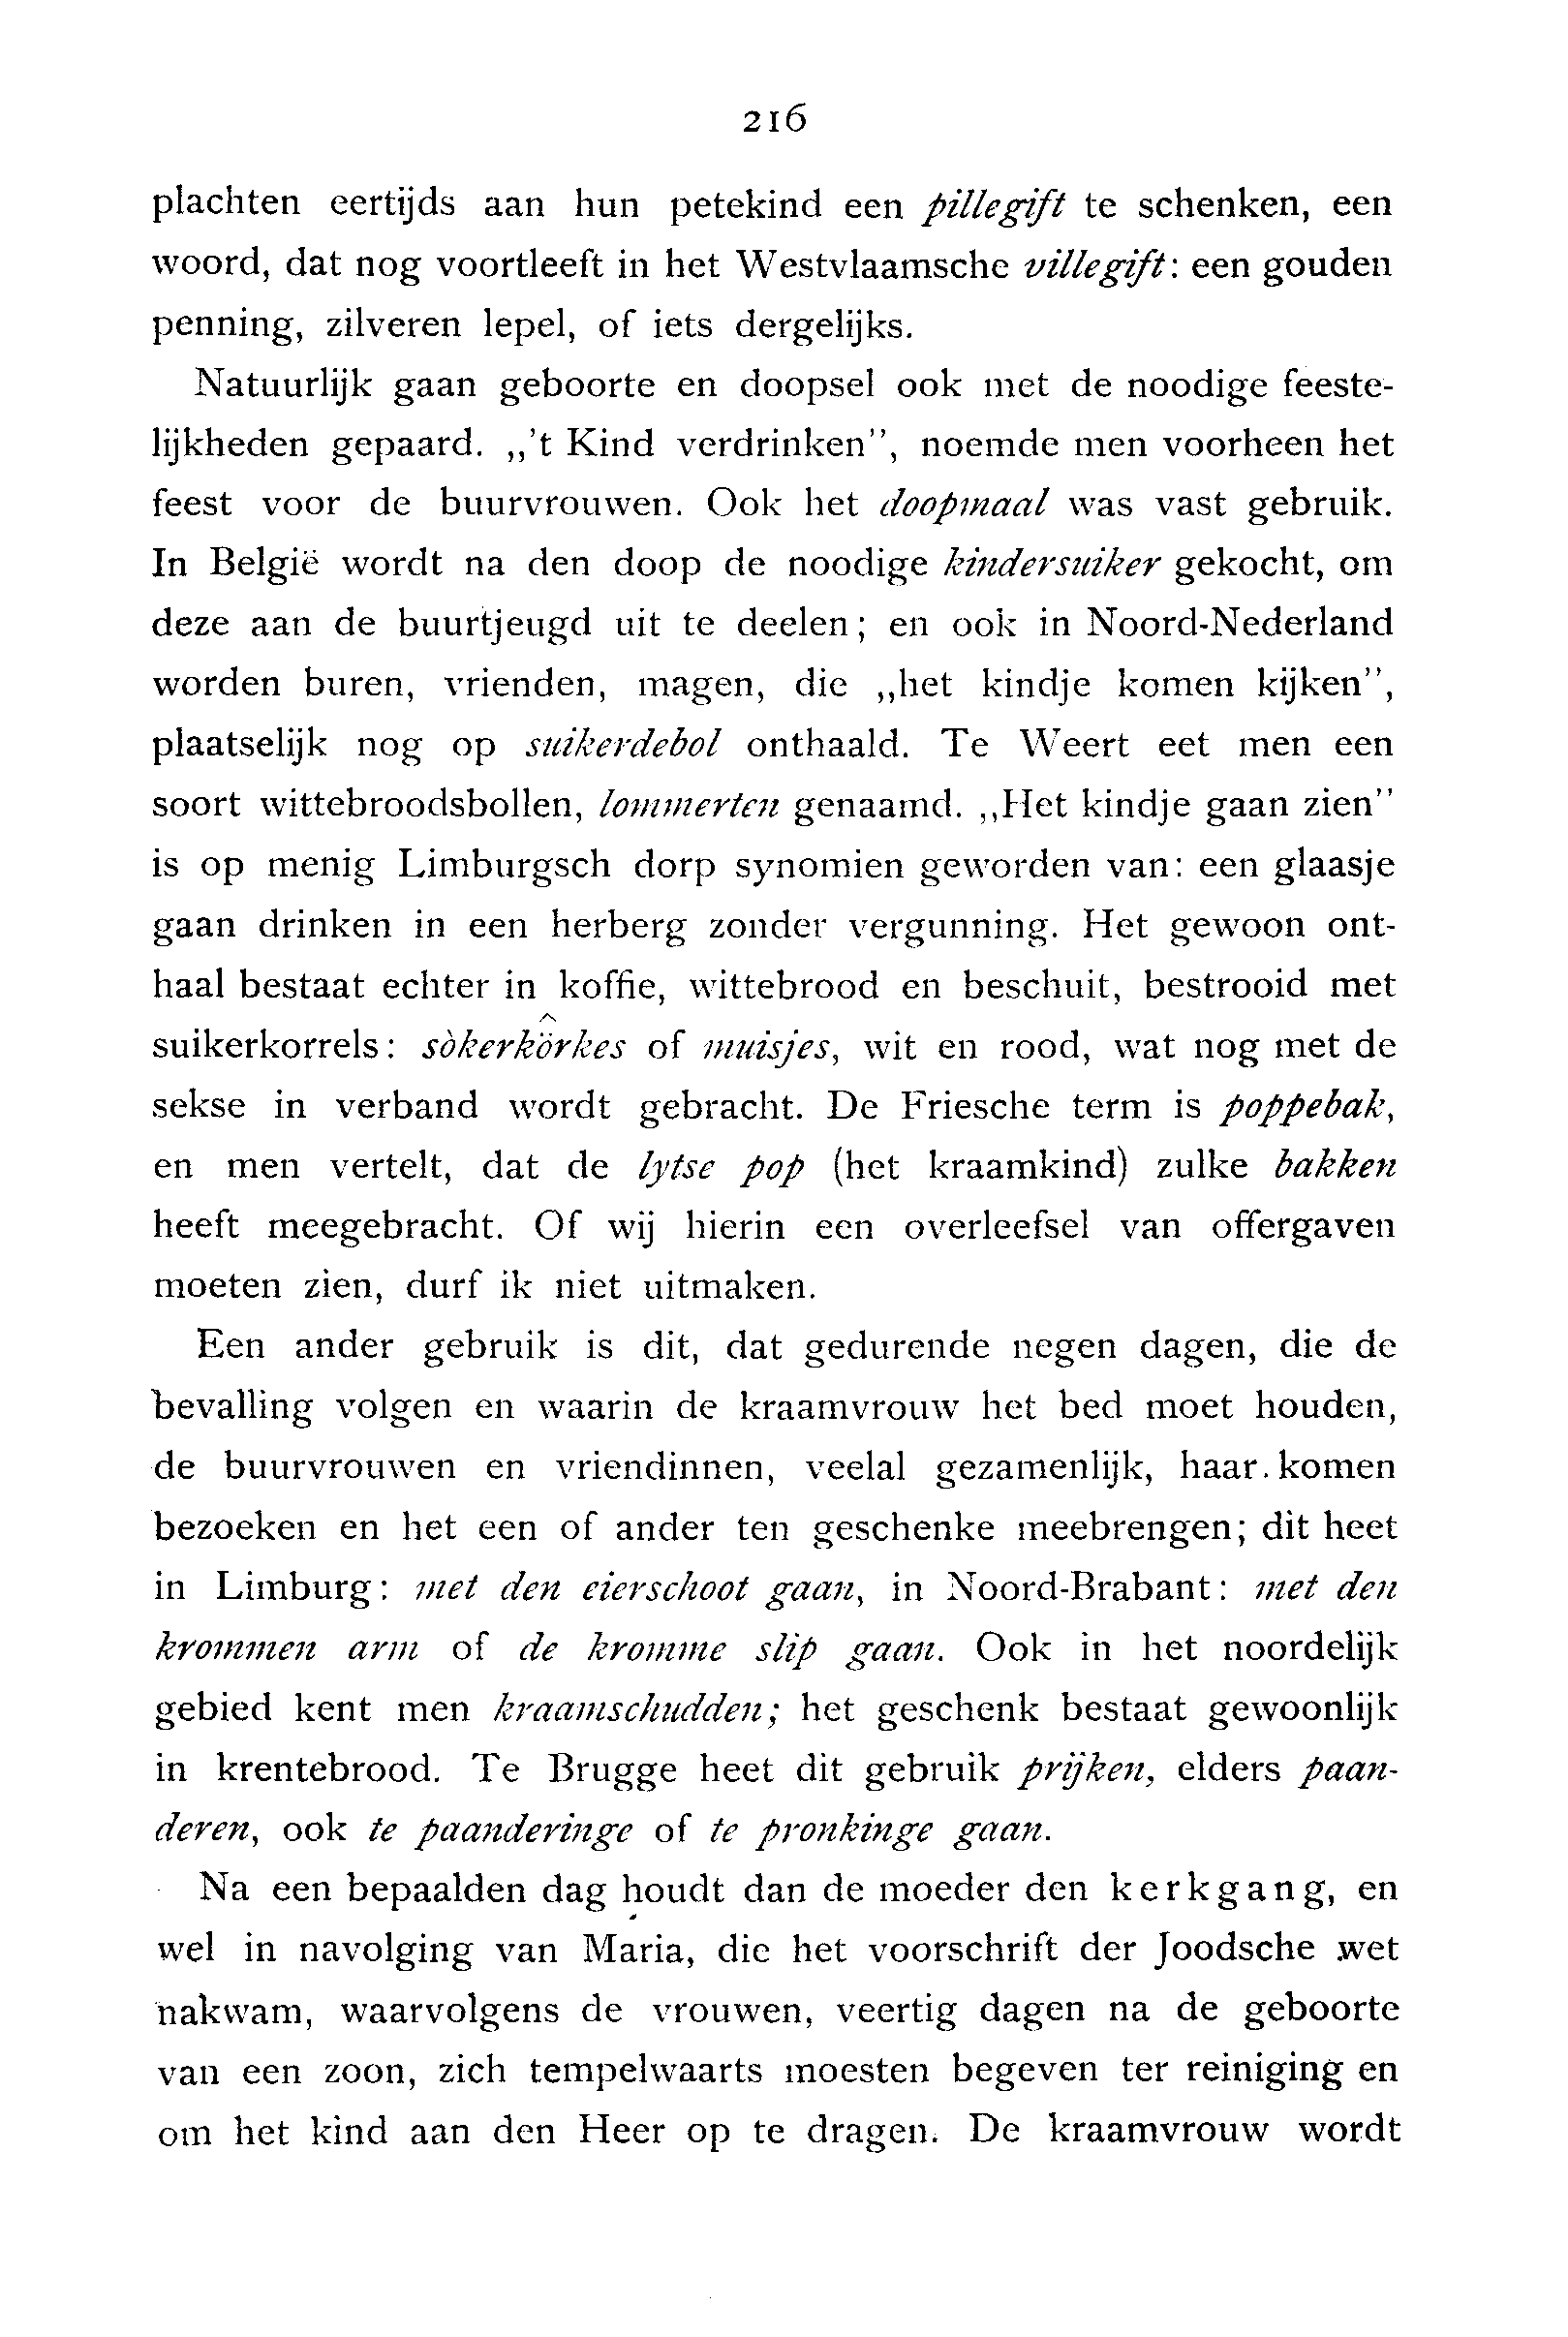 216
plachten eertijds aan hun petekind een pillegift te schenken, een
woord, dat nog voortleeft in het Westvlaamsche villegift: een gouden
penning, zilveren lepel, of iets dergelijks.
Natuurlijk gaan geboorte en doopsel ook met de noodige feeste-
lijkheden gepaard. „’t Kind verdrinken”, noemde men voorheen het
feest voor de buurvrouwen. Ook het doopmaal was vast gebruik.
In België wordt na den doop de noodige kindersuiker gekocht, om
deze aan de buurtjeugd uit te deelen; en ook in Noord-Nederland
worden buren, vrienden, magen, die „het kindje komen kijken”,
plaatselijk nog op suikerdebol onthaald. Te Weert eet men een
soort wittebroodsbollen, lommerten genaamd. „Het kindje gaan zien”
is op menig Limburgsch dorp synomien geworden van: een glaasje
gaan drinken in een herberg zonder vergunning. Het gewoon ont-
haal bestaat echter in koffie, wittebrood en beschuit, bestrooid met
suikerkorrels: sòkerkö̂rkes of muisjes, wit en rood, wat nog met de
sekse in verband wordt gebracht. De Friesche term is poppebak,
en men vertelt, dat de lytse pop (het kraamkind) zulke bakken
heeft meegebracht. Of wij hierin een overleefsel van offergaven
moeten zien, durf ik niet uitmaken.
Een ander gebruik is dit, dat gedurende negen dagen, die de
bevalling volgen en waarin de kraamvrouw het bed moet houden,
de buurvrouwen en vriendinnen, veelal gezamenlijk, haar komen
bezoeken en het een of ander ten geschenke meebrengen; dit heet
in Limburg: met den eierschoot gaan, in Noord-Brabant: met den
krommen arm of de kromme slip gaan. Ook in het noordelijk
gebied kent men kraamschudden; het geschenk bestaat gewoonlijk
in krentebrood. Te Brugge heet dit gebruik prijken, elders paan-
deren, ook te paanderinge of te pronkinge gaan.
Na een bepaalden dag houdt dan de moeder den kerkgang, en
wel in navolging van Maria, die het voorschrift der Joodsche wet
nakwam, waarvolgens de vrouwen, veertig dagen na de geboorte
van een zoon, zich tempelwaarts moesten begeven ter reiniging en
om het kind aan den Heer op te dragen. De kraamvrouw wordt